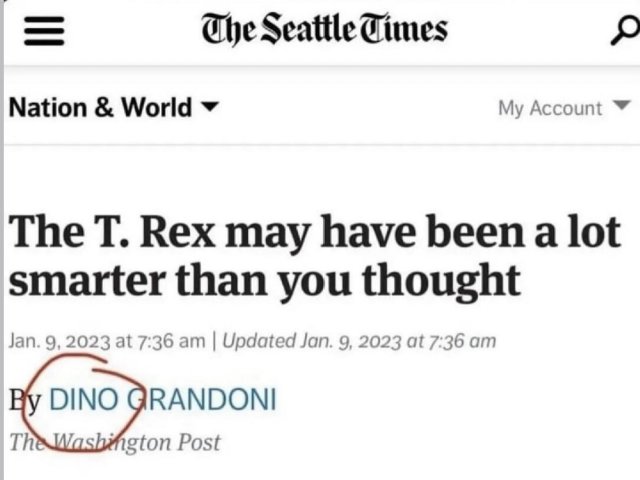 The Seattle Times
Nation & World
My Account
The T. Rex may have been a lot
smarter than you thought
Jan. 9, 2023 at 7:36 am | Updated Jan. 9, 2023 at 7:36 am
By DINO GRANDONI
The Washington Post